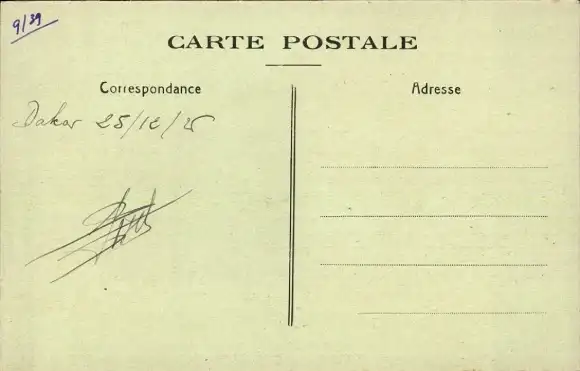 9/39
CARTE POSTALE
Correspondance
Adresse
Dakar 25/12/25